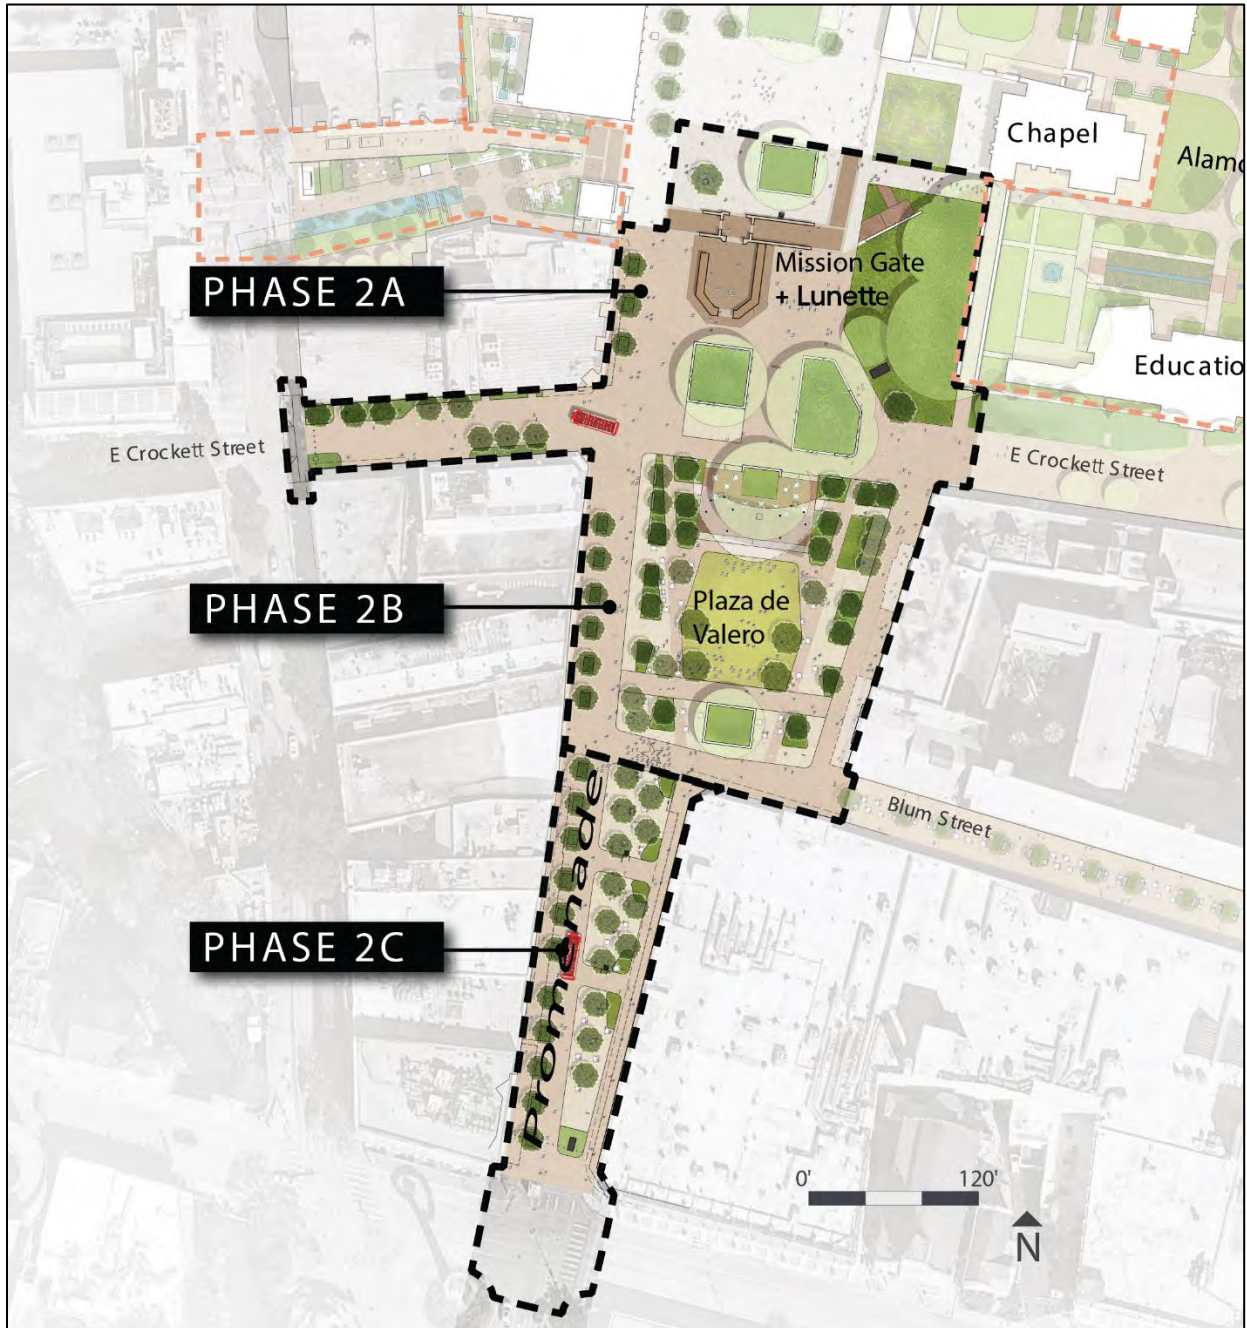 Chapel
Alamo
PHASE 2A
Mission Gate
+ Lunette
Educatio
E Crockett Street
E Crockett Street
PHASE 2B
Plaza de
Valero
Blum Street
PHASE 2C
Promenade
0' 120'
N